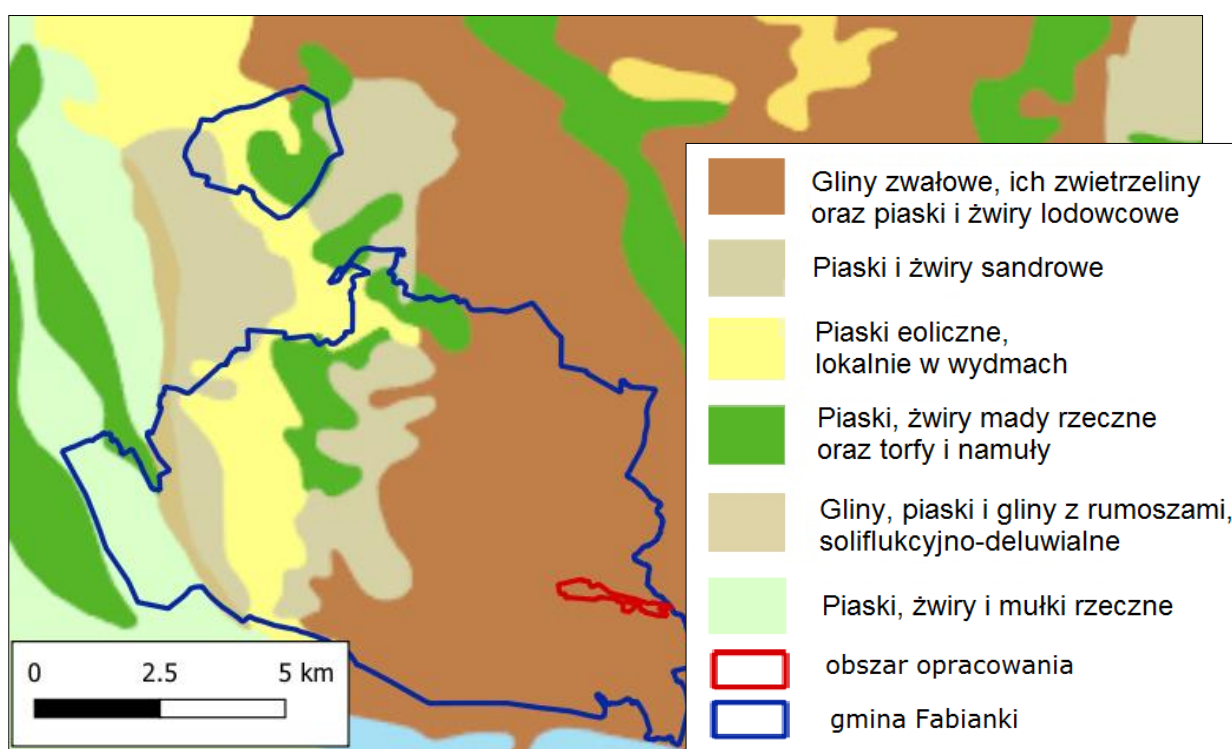 Gliny zwałowe, ich zwietrzeliny
oraz piaski i żwiry lodowcowe
Piaski i żwiry sandrowe
Piaski eoliczne,
lokalnie w wydmach
Piaski, żwiry mady rzeczne
oraz torfy i namuły
Gliny, piaski i gliny z rumoszami,
soliflukcyjno-deluwialne
Piaski, żwiry i mułki rzeczne
obszar opracowania
gmina Fabianki
0 2.5 5 km